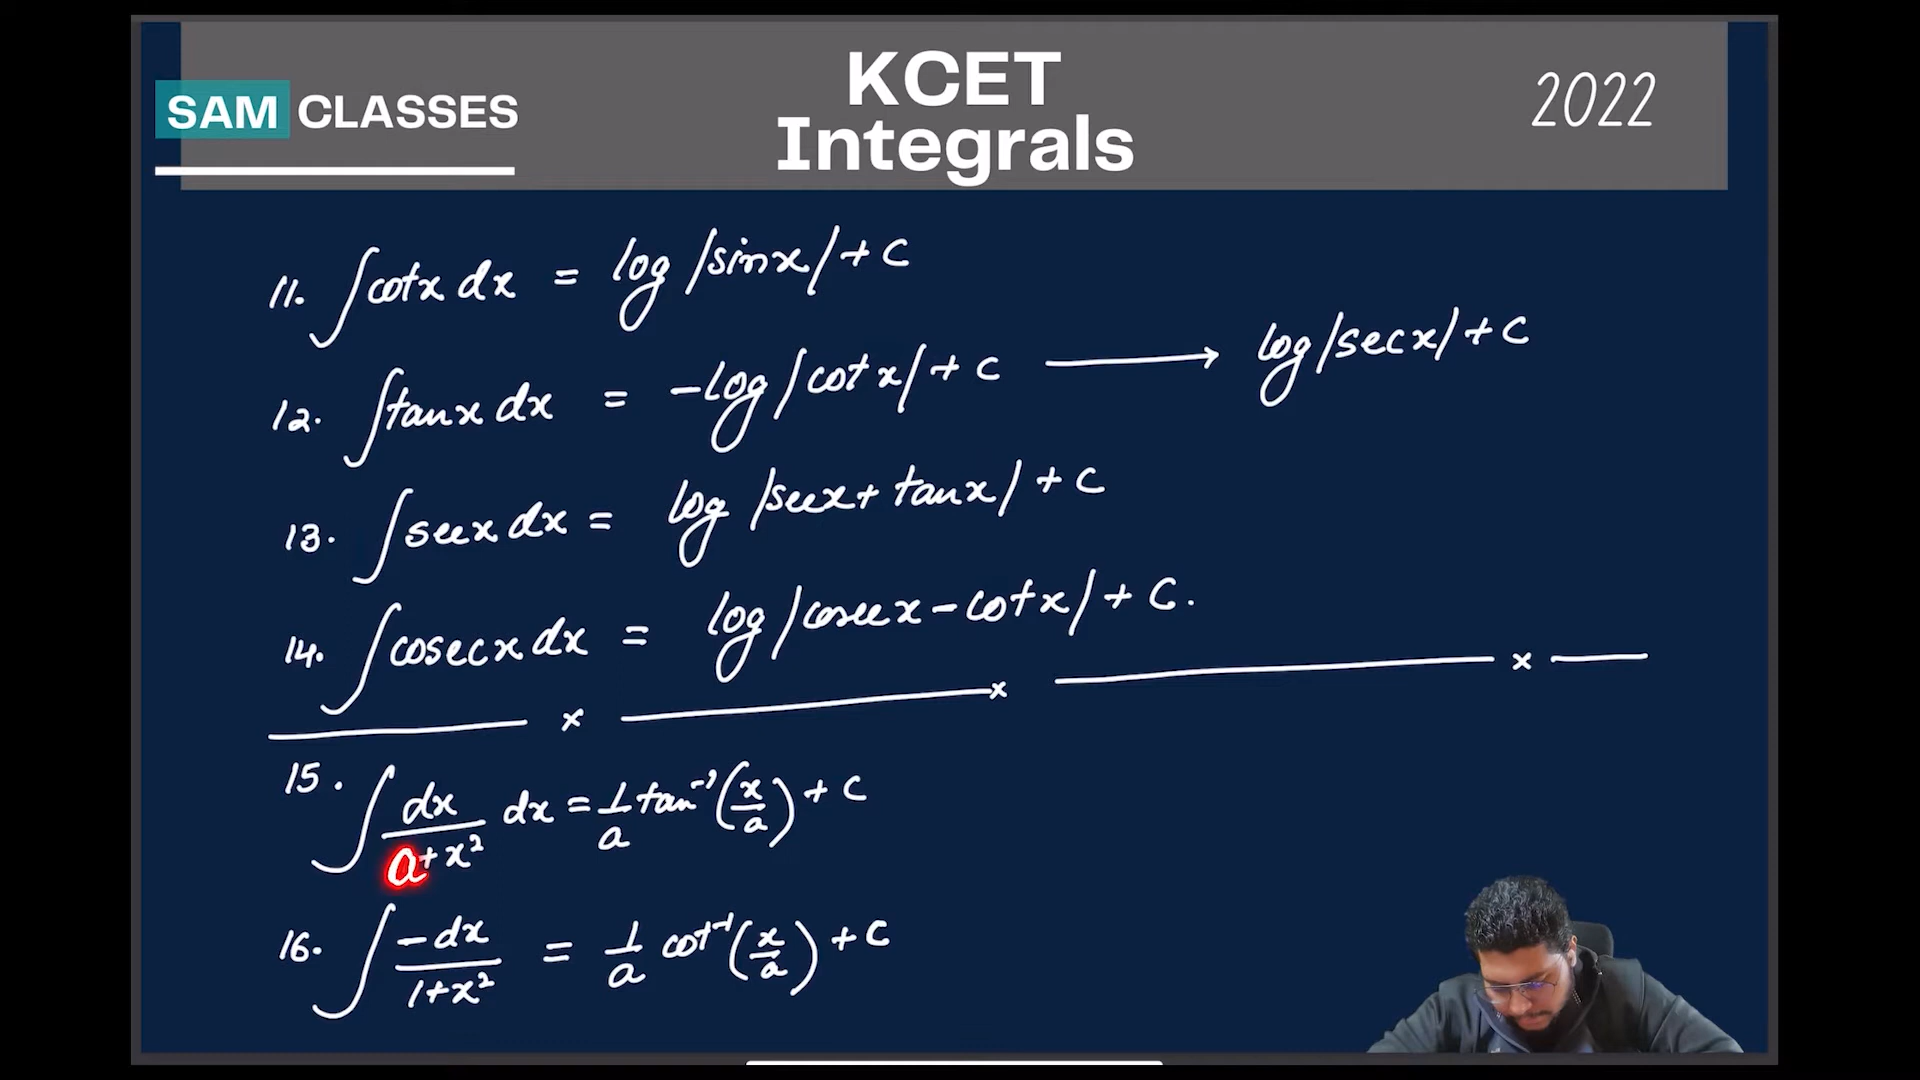 SAM CLASSES
KCET
Integrals
2022
11. ∫cotx dx = log |sinx| + C
12. ∫tanx dx = -log |cotx| + C ⟶ log |secx| + C
13. ∫secx dx = log |secx + tanx| + C
14. ∫cosecx dx = log |cosecx - cotx| + C.
x x x
15. ∫ dx/(a + x²) dx = 1/a tan⁻¹(x/a) + C
16. ∫ -dx/(1+x²) = 1/a cot⁻¹(x/a) + C